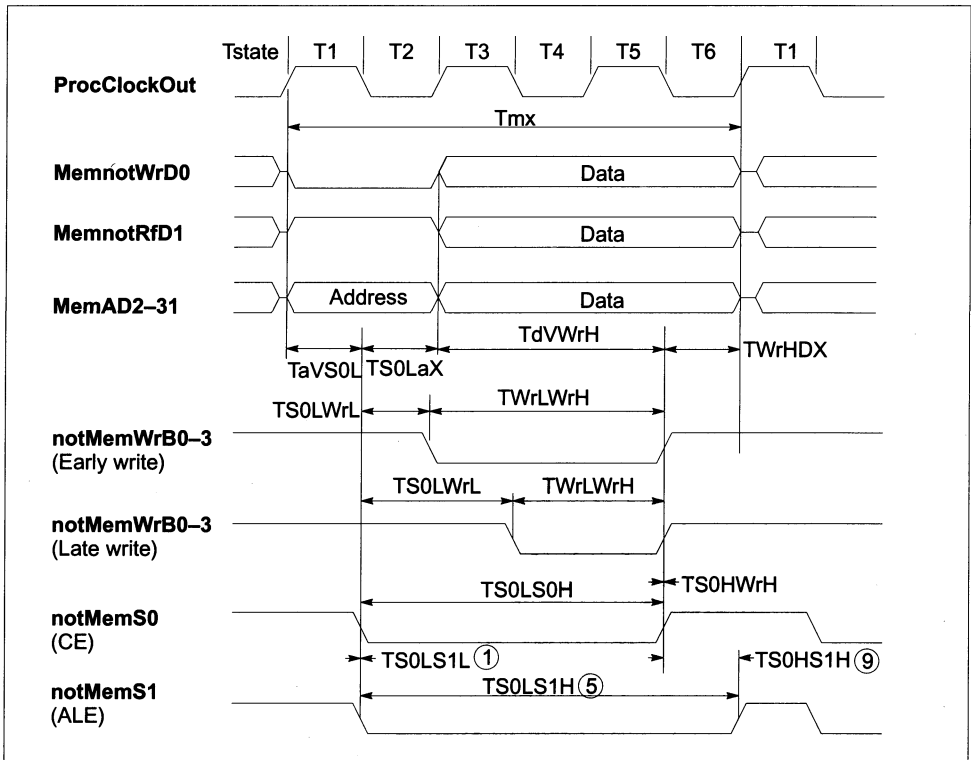 Tstate T1 T2 T3 T4 T5 T6 T1
ProcClockOut
Tmx
MemnotWrD0 Data
MemnotRfD1 Data
MemAD2–31 Address Data
TaVS0L TS0LaX TdVWrH TWrHDX
TS0LWrL TWrLWrH
notMemWrB0–3
(Early write)
TS0LWrL TWrLWrH
notMemWrB0–3
(Late write)
TS0LS0H TS0HWrH
notMemS0
(CE)
TS0LS1L ① TS0HS1H ⑨
notMemS1
(ALE)
TS0LS1H ⑤